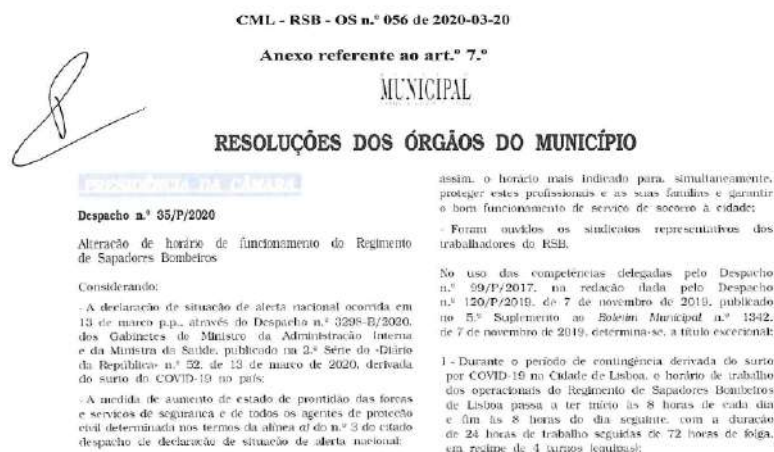 CML - RSB - OS n.º 056 de 2020-03-20
Anexo referente ao art.º 7.º
MUNICIPAL
RESOLUÇÕES DOS ÓRGÃOS DO MUNICÍPIO
PRESIDÊNCIA DA CÂMARA
Despacho n.º 35/P/2020
Alteração de horário de funcionamento do Regimento
de Sapadores Bombeiros
Considerando:
- A declaração de situação de alerta nacional ocorrida em
13 de março p.p., através do Despacho n.º 3298-B/2020,
dos Gabinetes do Ministro da Administração Interna
e da Ministra da Saúde, publicado na 2.ª Série do «Diário
da República» n.º 52, de 13 de março de 2020, derivada
do surto do COVID-19 no país;
- A medida de aumento de estado de prontidão das forças
e serviços de segurança e de todos os agentes de proteção
civil determinada nos termos da alínea a) do n.º 3 do citado
despacho de declaração de situação de alerta nacional;
assim, o horário mais indicado para, simultaneamente,
proteger estes profissionais e as suas famílias e garantir
o bom funcionamento de serviço de socorro à cidade;
- Foram ouvidos os sindicatos representativos dos
trabalhadores do RSB.
No uso das competências delegadas pelo Despacho
n.º 99/P/2017, na redação dada pelo Despacho
n.º 120/P/2019, de 7 de novembro de 2019, publicado
no 5.º Suplemento ao Boletim Municipal n.º 1342,
de 7 de novembro de 2019, determina-se, a título excecional:
1 - Durante o período de contingência derivada do surto
por COVID-19 na Cidade de Lisboa, o horário de trabalho
dos operacionais do Regimento de Sapadores Bombeiros
de Lisboa passa a ter início às 8 horas de cada dia
e fim às 8 horas do dia seguinte, com a duração
de 24 horas de trabalho seguidas de 72 horas de folga,
em regime de 4 turnos (equipas);